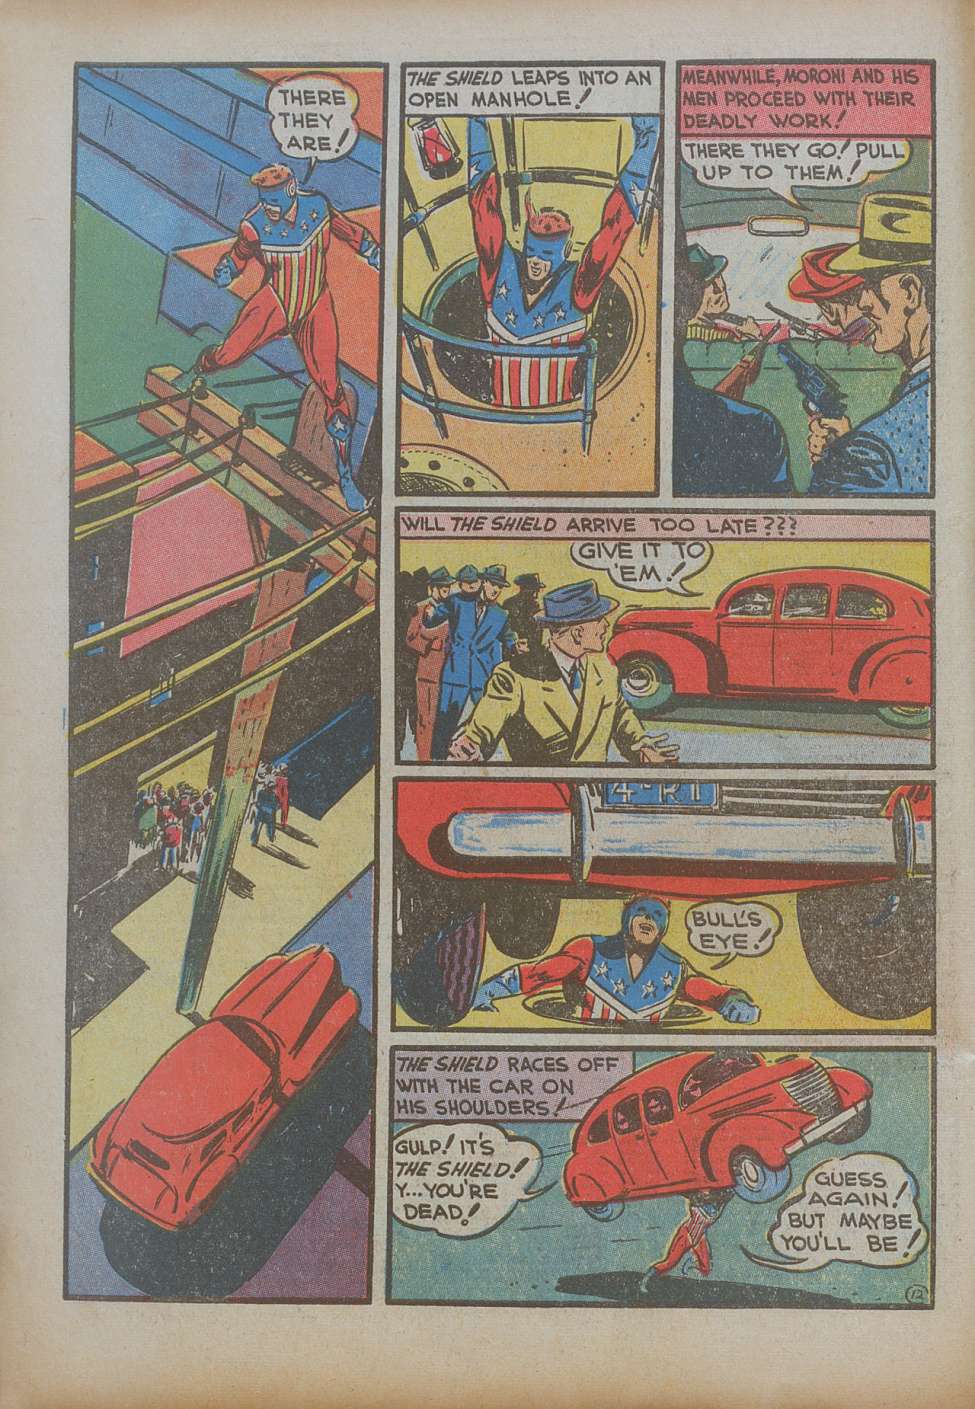 THERE
THEY
ARE!
THE SHIELD LEAPS INTO AN
OPEN MANHOLE!
MEANWHILE, MOROHI AND HIS
MEN PROCEED WITH THEIR
DEADLY WORK!
THERE THEY GO! PULL
UP TO THEM!
WILL THE SHIELD ARRIVE TOO LATE???
GIVE IT TO
'EM!
4-R1
BULL'S
EYE!
THE SHIELD RACES OFF
WITH THE CAR ON
HIS SHOULDERS!
GULP! IT'S
THE SHIELD!
Y...YOU'RE
DEAD!
GUESS
AGAIN!
BUT MAYBE
YOU'LL BE!
12